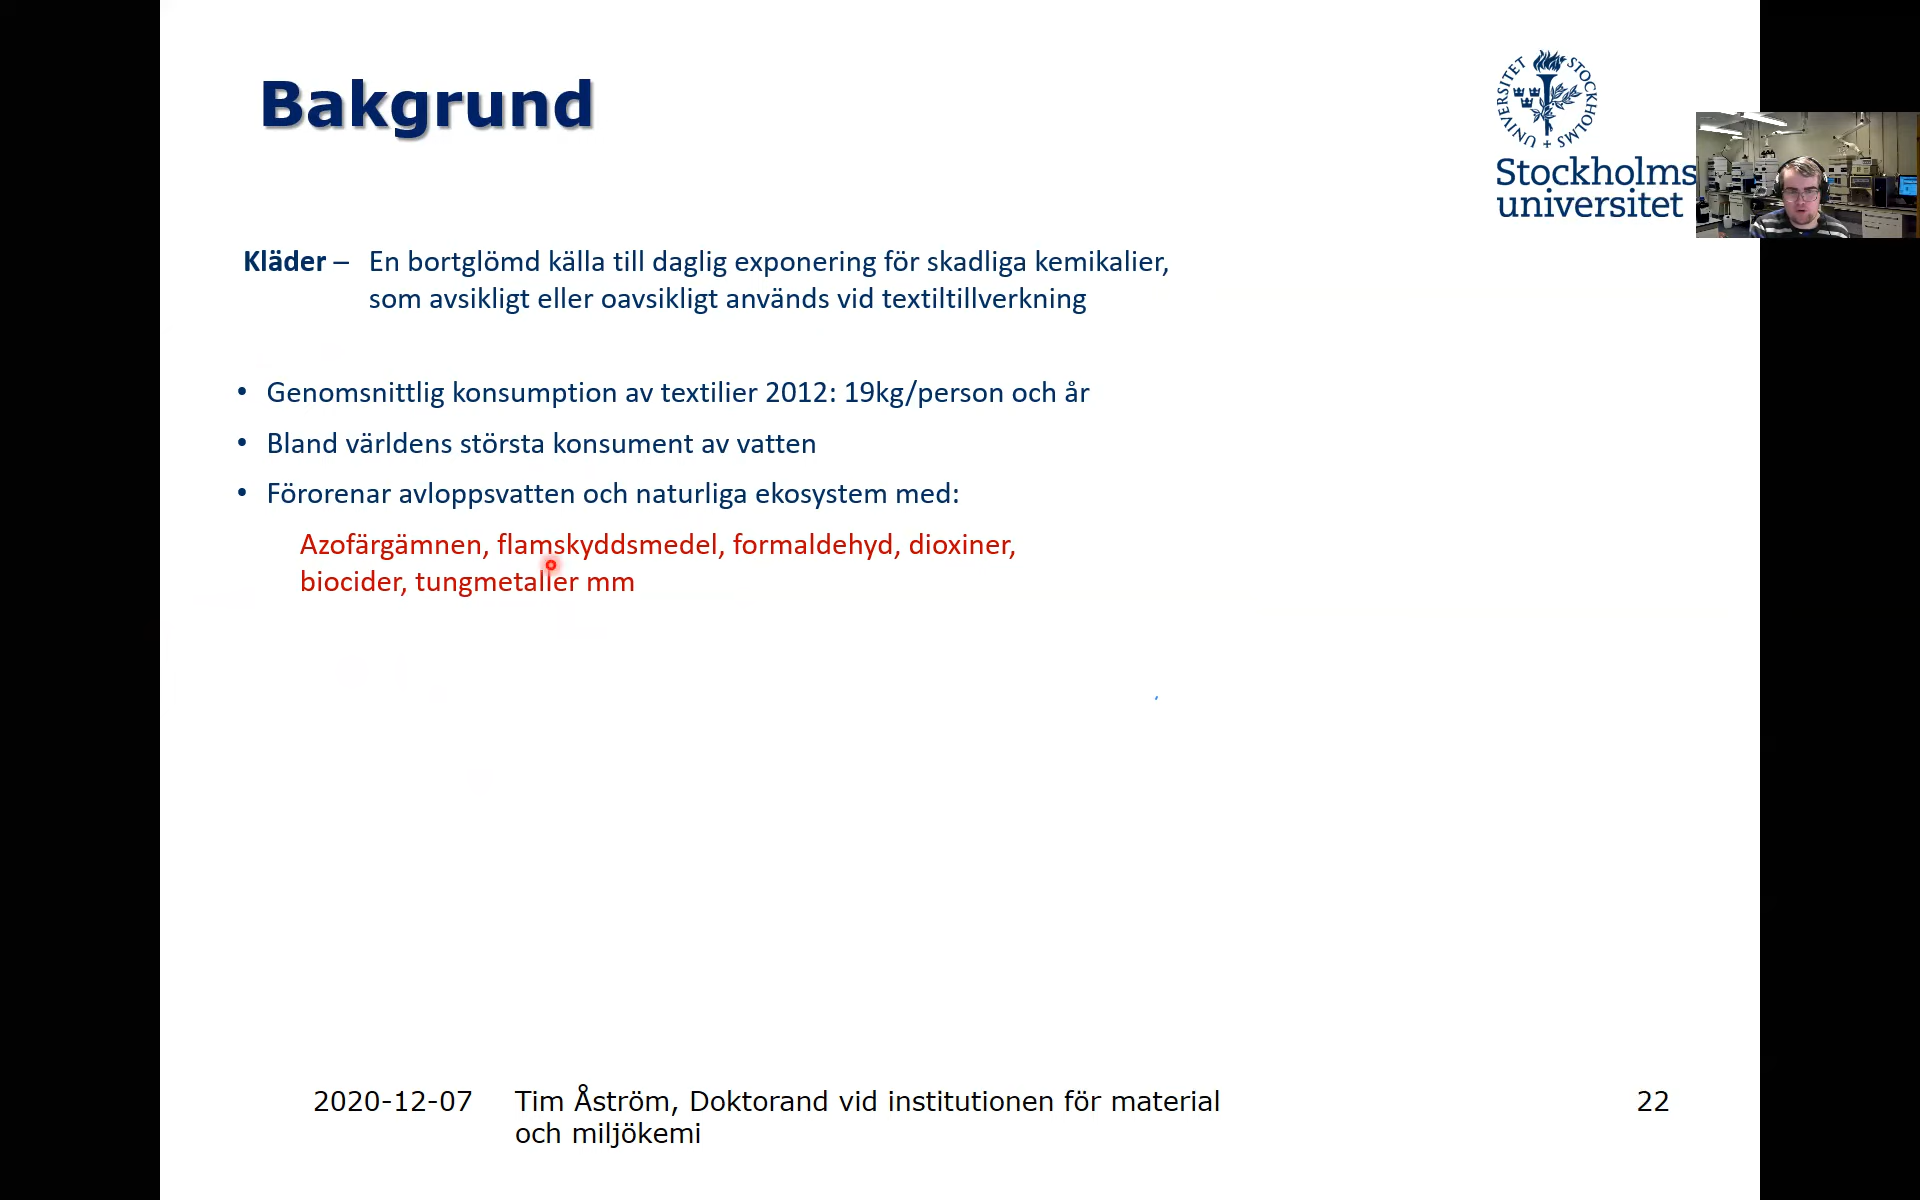 Bakgrund
UNIVERSITET STOCKHOLMS
Stockholms
universitet
Kläder – En bortglömd källa till daglig exponering för skadliga kemikalier,
som avsikligt eller oavsikligt används vid textiltillverkning
• Genomsnittlig konsumption av textilier 2012: 19kg/person och år
• Bland världens största konsument av vatten
• Förorenar avloppsvatten och naturliga ekosystem med:
Azofärgämnen, flamskyddsmedel, formaldehyd, dioxiner,
biocider, tungmetaller mm
2020-12-07 Tim Åström, Doktorand vid institutionen för material 22
och miljökemi